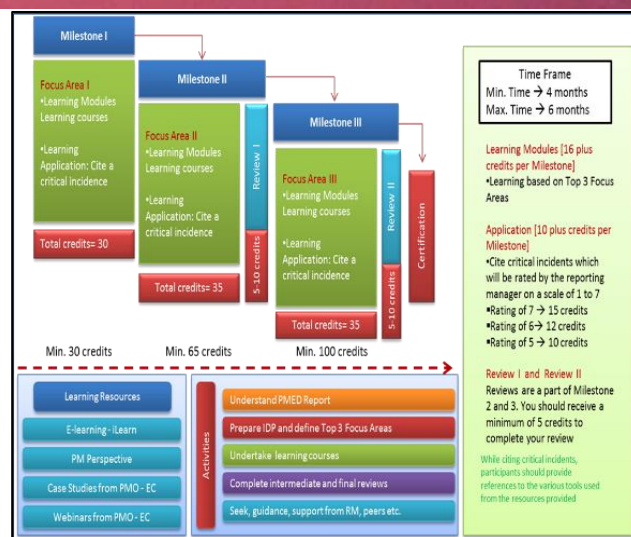 Milestone I
Focus Area I
•Learning Modules
Learning courses
•Learning
Application: Cite a
critical incidence
Total credits= 30
Milestone II
Focus Area II
•Learning Modules
Learning courses
•Learning
Application: Cite a
critical incidence
Total credits= 35
Review I
5-10 credits
Milestone III
Focus Area III
•Learning Modules
Learning courses
•Learning
Application: Cite a
critical incidence
Total credits= 35
Review II
5-10 credits
Certification
Min. 30 credits
Min. 65 credits
Min. 100 credits
Learning Resources
E-learning - iLearn
PM Perspective
Case Studies from PMO - EC
Webinars from PMO - EC
Activities
Understand PMED Report
Prepare IDP and define Top 3 Focus Areas
Undertake learning courses
Complete intermediate and final reviews
Seek, guidance, support from RM, peers etc.
Time Frame
Min. Time → 4 months
Max. Time → 6 months
Learning Modules [16 plus
credits per Milestone]
•Learning based on Top 3 Focus
Areas
Application [10 plus credits per
Milestone]
•Cite critical incidents which
will be rated by the reporting
manager on a scale of 1 to 7
▪Rating of 7 → 15 credits
▪Rating of 6→ 12 credits
▪Rating of 5 → 10 credits
Review I and Review II
Reviews are a part of Milestone
2 and 3. You should receive a
minimum of 5 credits to
complete your review
While citing critical incidents,
participants should provide
references to the various tools used
from the resources provided